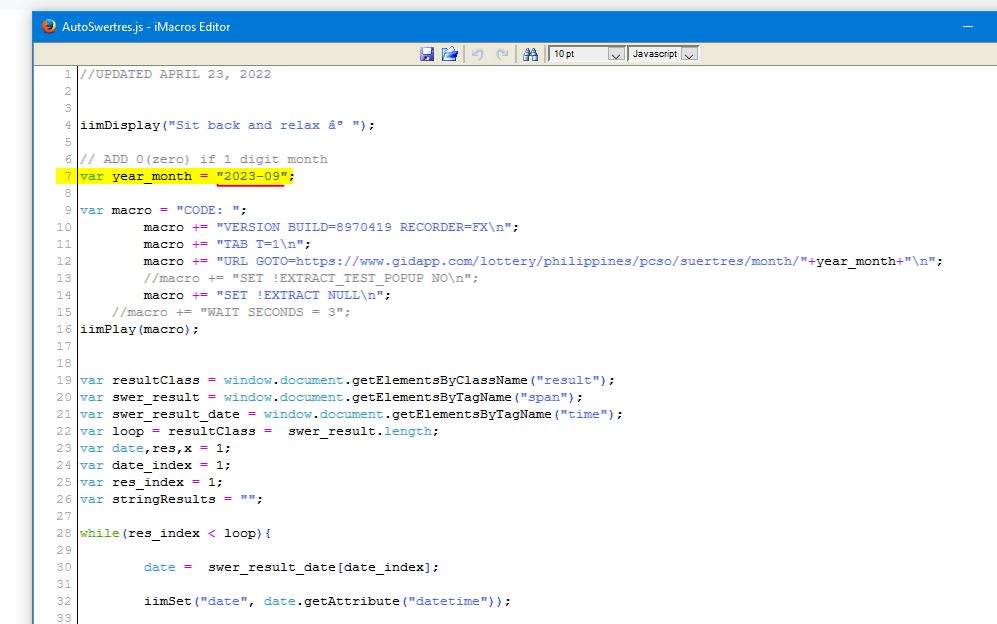 AutoSwertres.js - iMacros Editor
10 pt Javascript
1 //UPDATED APRIL 23, 2022
2
3
4 iimDisplay("Sit back and relax âº ");
5
6 // ADD 0(zero) if 1 digit month
7 var year_month = "2023-09";
8
9 var macro = "CODE: ";
10 macro += "VERSION BUILD=8970419 RECORDER=FX\n";
11 macro += "TAB T=1\n";
12 macro += "URL GOTO=https://www.gidapp.com/lottery/philippines/pcso/suertres/month/"+year_month+"\n";
13 //macro += "SET !EXTRACT_TEST_POPUP NO\n";
14 macro += "SET !EXTRACT NULL\n";
15 //macro += "WAIT SECONDS = 3";
16 iimPlay(macro);
17
18
19 var resultClass = window.document.getElementsByClassName("result");
20 var swer_result = window.document.getElementsByTagName("span");
21 var swer_result_date = window.document.getElementsByTagName("time");
22 var loop = resultClass =  swer_result.length;
23 var date,res,x = 1;
24 var date_index = 1;
25 var res_index = 1;
26 var stringResults = "";
27
28 while(res_index < loop){
29
30 date =  swer_result_date[date_index];
31
32 iimSet("date", date.getAttribute("datetime"));
33